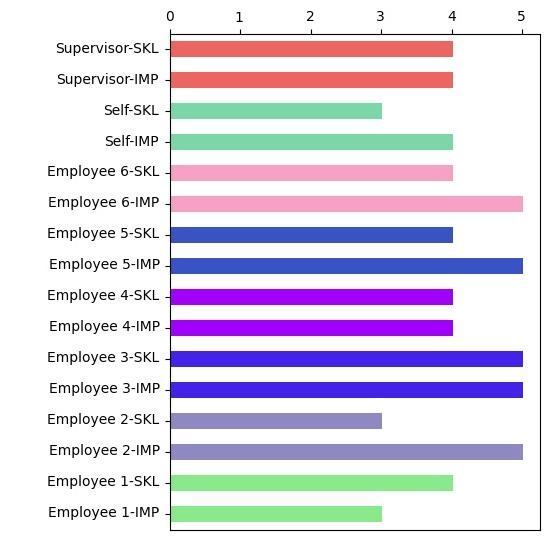 0 1 2 3 4 5
Supervisor-SKL
Supervisor-IMP
Self-SKL
Self-IMP
Employee 6-SKL
Employee 6-IMP
Employee 5-SKL
Employee 5-IMP
Employee 4-SKL
Employee 4-IMP
Employee 3-SKL
Employee 3-IMP
Employee 2-SKL
Employee 2-IMP
Employee 1-SKL
Employee 1-IMP